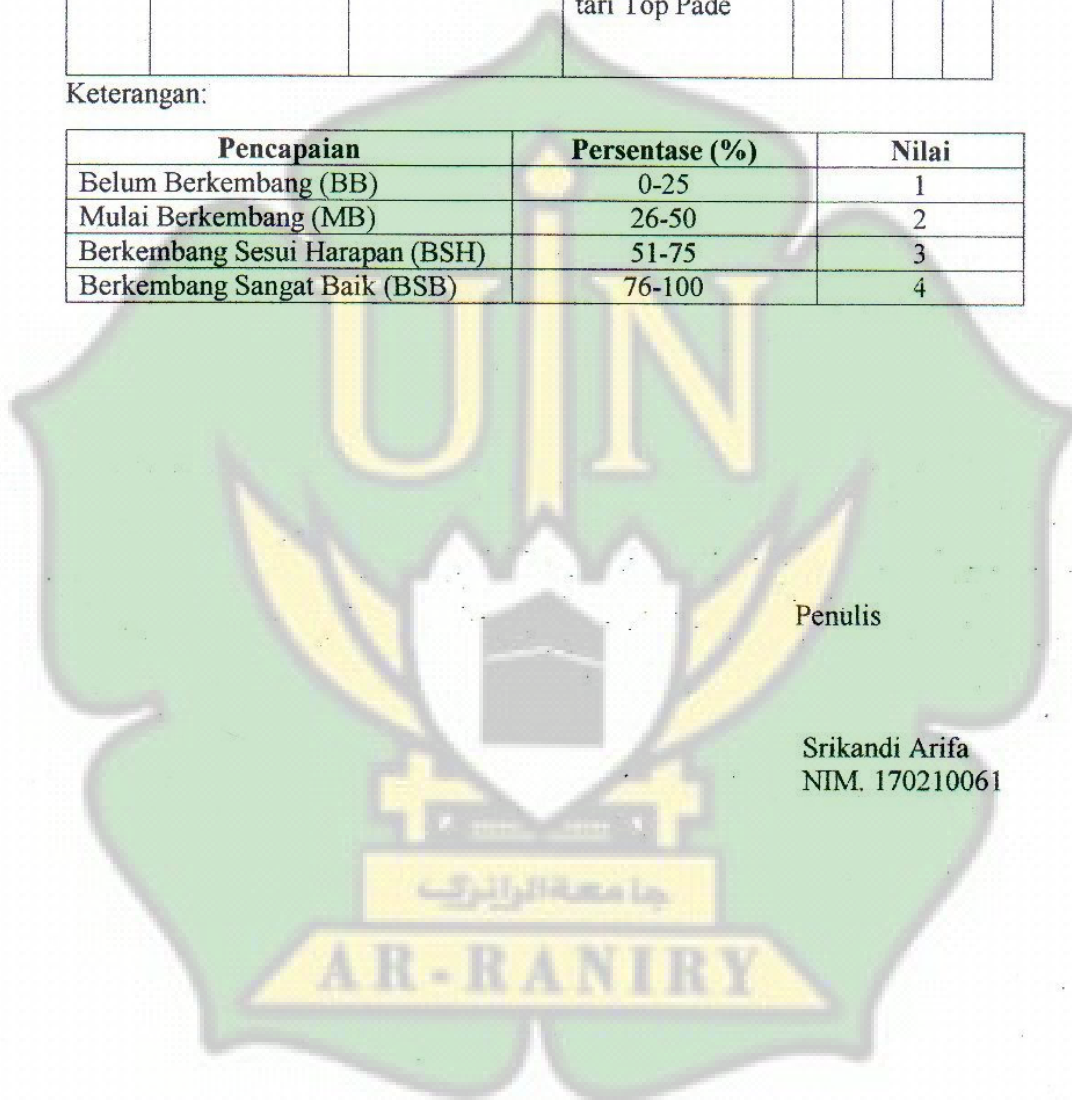 tari Top Pade
Keterangan:
Pencapaian Persentase (%) Nilai
Belum Berkembang (BB) 0-25 1
Mulai Berkembang (MB) 26-50 2
Berkembang Sesui Harapan (BSH) 51-75 3
Berkembang Sangat Baik (BSB) 76-100 4
UIN
Penulis
Srikandi Arifa
NIM. 170210061
جامعةالرانري
AR-RANIRY